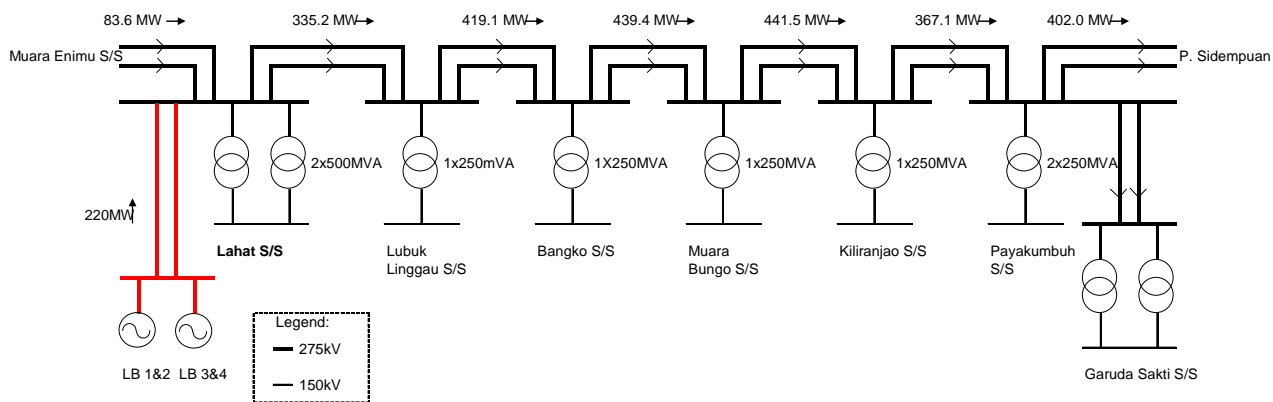 83.6 MW
335.2 MW
419.1 MW
439.4 MW
441.5 MW
367.1 MW
402.0 MW
Muara Enimu S/S
P. Sidempuan
2x500MVA
1x250mVA
1X250MVA
1x250MVA
1x250MVA
2x250MVA
220MW
Lahat S/S
Lubuk
Linggau S/S
Bangko S/S
Muara
Bungo S/S
Kiliranjao S/S
Payakumbuh
S/S
Legend:
275kV
150kV
LB 1&2
LB 3&4
Garuda Sakti S/S